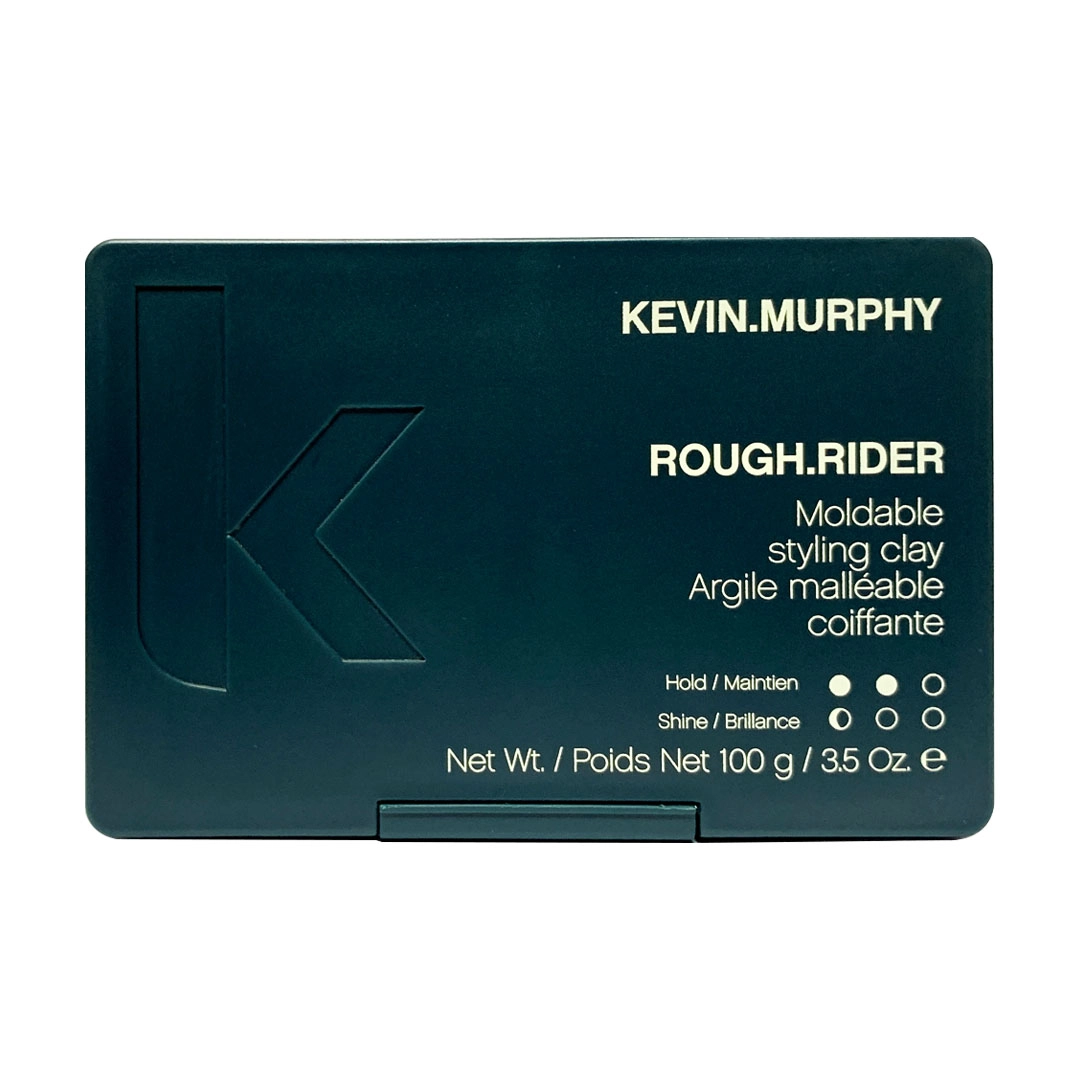 KEVIN.MURPHY
ROUGH.RIDER
Moldable
styling clay
Argile malléable
coiffante
Hold / Maintien
Shine / Brillance
Net Wt. / Poids Net 100 g / 3.5 Oz. ℮